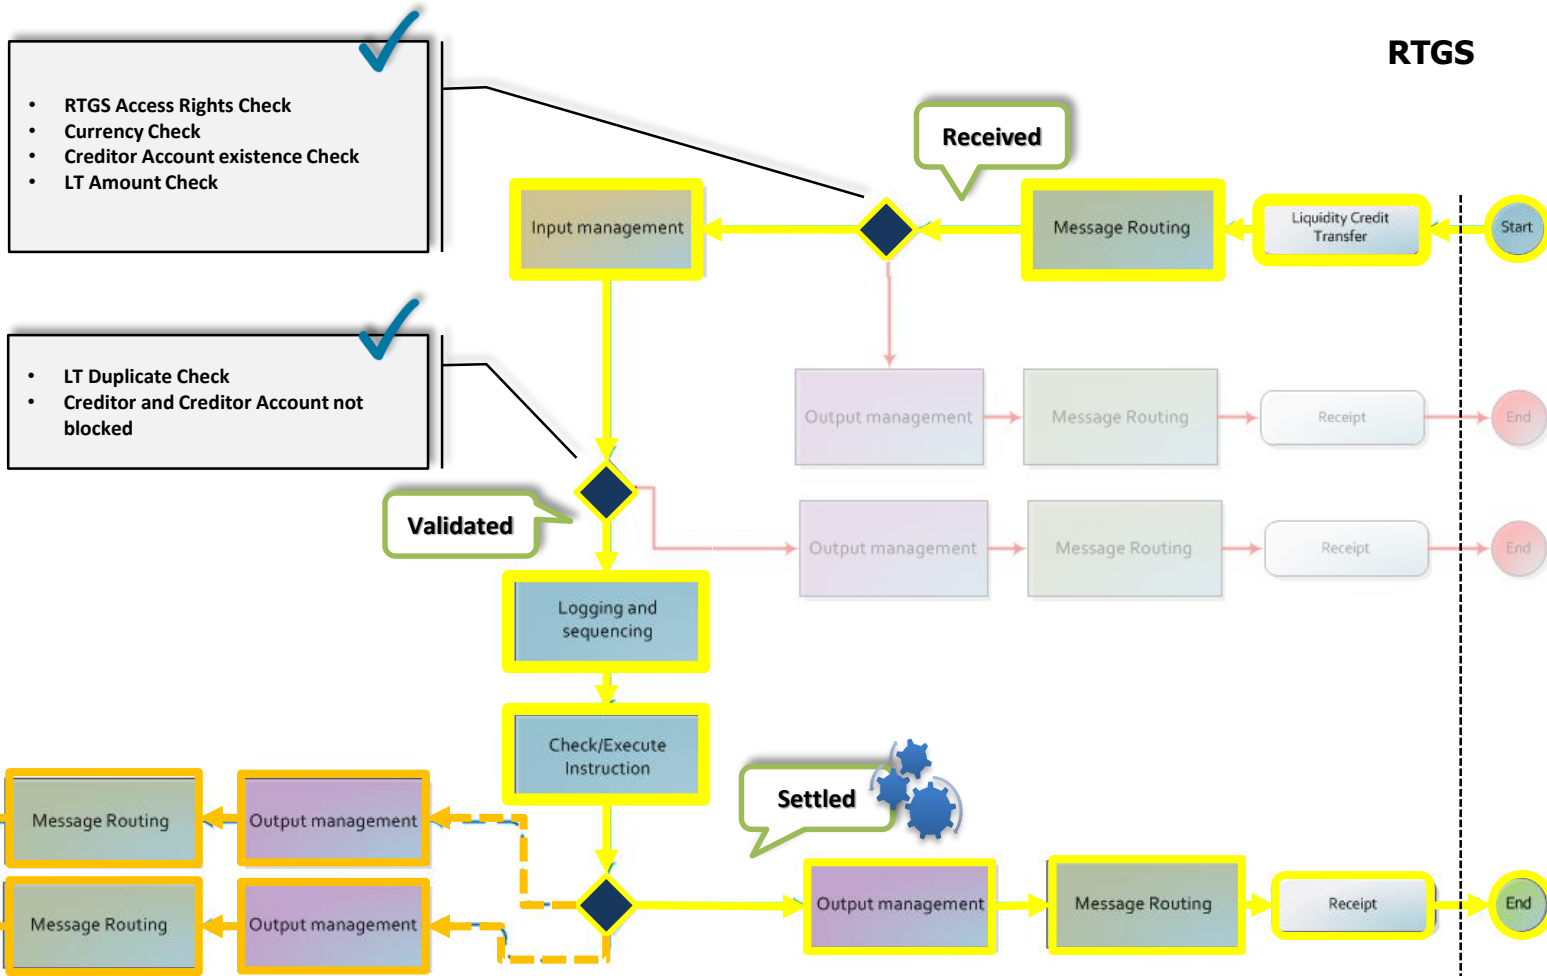 RTGS
• RTGS Access Rights Check
• Currency Check
• Creditor Account existence Check
• LT Amount Check
Received
Input management
Message Routing
Liquidity Credit
Transfer
Start
• LT Duplicate Check
• Creditor and Creditor Account not
blocked
Output management
Message Routing
Receipt
End
Validated
Output management
Message Routing
Receipt
End
Logging and
sequencing
Check/Execute
Instruction
Settled
Message Routing
Output management
Message Routing
Output management
Output management
Message Routing
Receipt
End